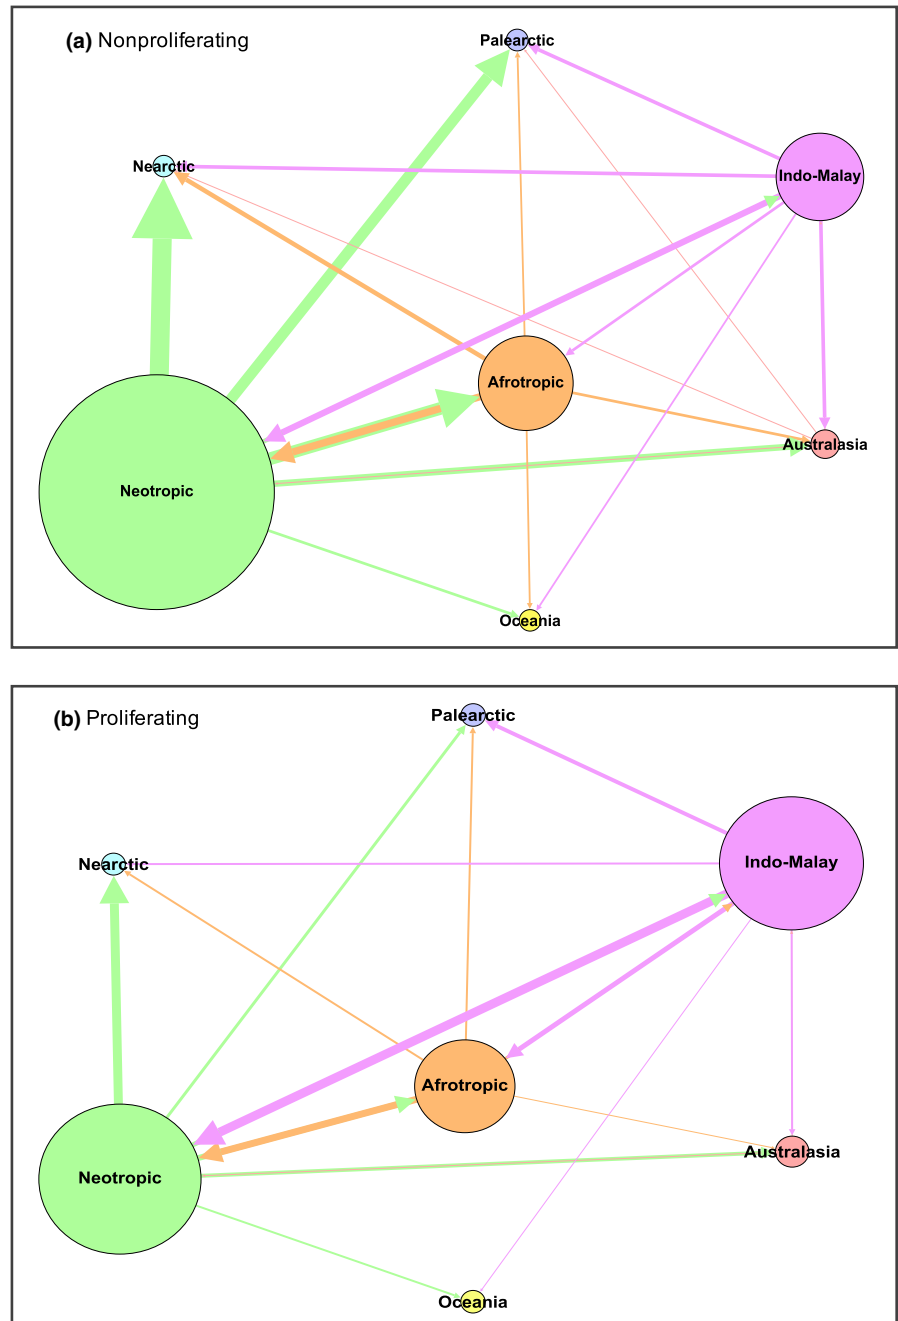 (a) Nonproliferating
Palearctic
Nearctic
Indo-Malay
Afrotropic
Australasia
Neotropic
Oceania
(b) Proliferating
Palearctic
Nearctic
Indo-Malay
Afrotropic
Australasia
Neotropic
Oceania